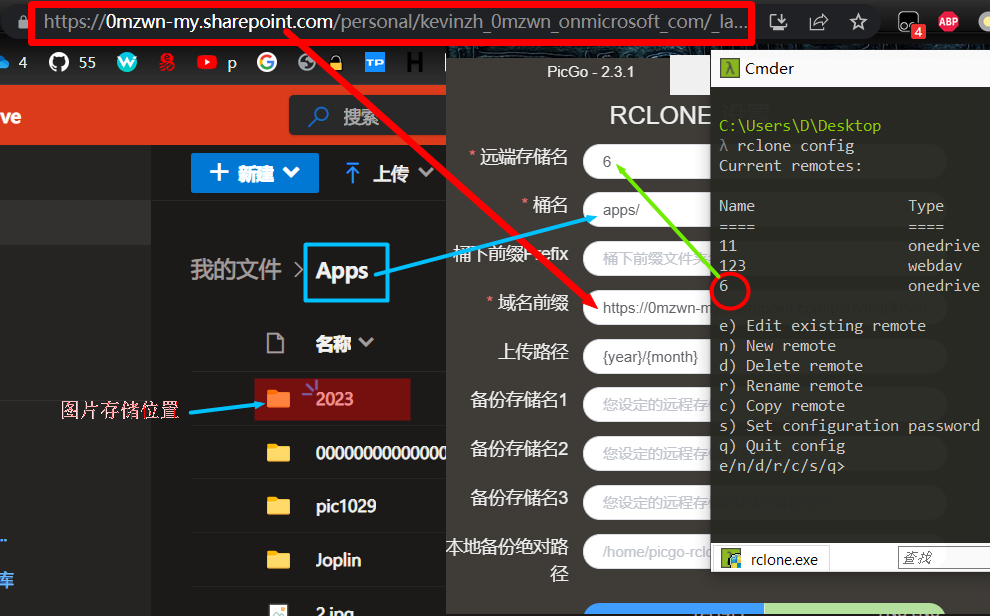 https://0mzwn-my.sharepoint.com/personal/kevinzh_0mzwn_onmicrosoft_com/_la...
4
ABP
4
55
p
TP
H
ve
搜索
新建
上传
我的文件
Apps
名称
2023
图片存储位置
000000000000000
pic1029
Joplin
2.jpg
库
PicGo - 2.3.1
RCLONE
* 远端存储名
6
* 桶名
apps/
桶下前缀Prefix
桶下前缀文件夹
* 域名前缀
https://0mzwn-m
上传路径
{year}/{month}
备份存储名1
您设定的远程存
备份存储名2
您设定的远程存
备份存储名3
您设定的远程存
本地备份绝对路
径
/home/picgo-rclo
Cmder
C:\Users\D\Desktop
λ rclone config
Current remotes:
Name Type
==== ====
11 onedrive
123 webdav
6 onedrive
e) Edit existing remote
n) New remote
d) Delete remote
r) Rename remote
c) Copy remote
s) Set configuration password
q) Quit config
e/n/d/r/c/s/q>
rclone.exe
查找